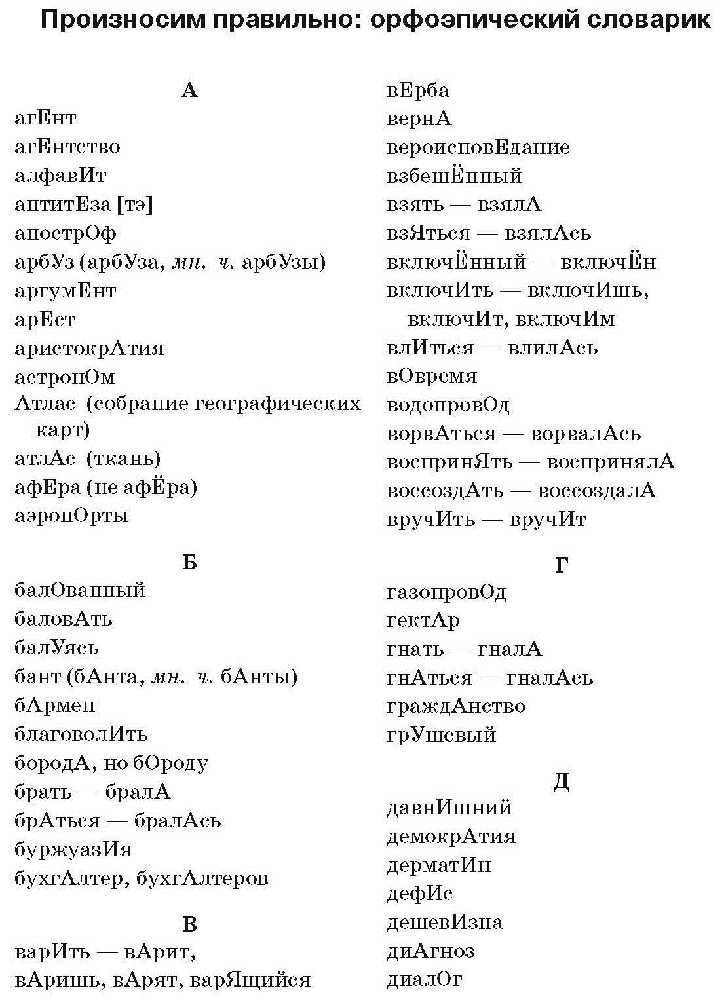 Произносим правильно: орфоэпический словарик
А
агЕнт
агЕнтство
алфавИт
антитЕза [тэ]
апострОф
арбУз (арбУза, мн. ч. арбУзы)
аргумЕнт
арЕст
аристокрАтия
астронОм
Атлас (собрание географических
карт)
атлАс (ткань)
афЕра (не афЁра)
аэропОрты
Б
балОванный
баловАть
балУясь
бант (бАнта, мн. ч. бАнты)
бАрмен
благоволИть
бородА, но бОроду
брать — бралА
брАться — бралАсь
буржуазИя
бухгАлтер, бухгАлтеров
В
варИть — вАрит,
вАришь, вАрят, варЯщийся
вЕрба
вернА
вероисповЕдание
взбешЁнный
взять — взялА
взЯться — взялАсь
включЁнный — включЁн
включИть — включИшь,
включИт, включИм
влИться — влилАсь
вОвремя
водопровОд
ворвАться — ворвалАсь
воспринЯть — воспринялА
воссоздАть — воссоздалА
вручИть — вручИт
Г
газопровОд
гектАр
гнать — гналА
гнАться — гналАсь
граждАнство
грУшевый
Д
давнИшний
демокрАтия
дерматИн
дефИс
дешевИзна
диАгноз
диалОг